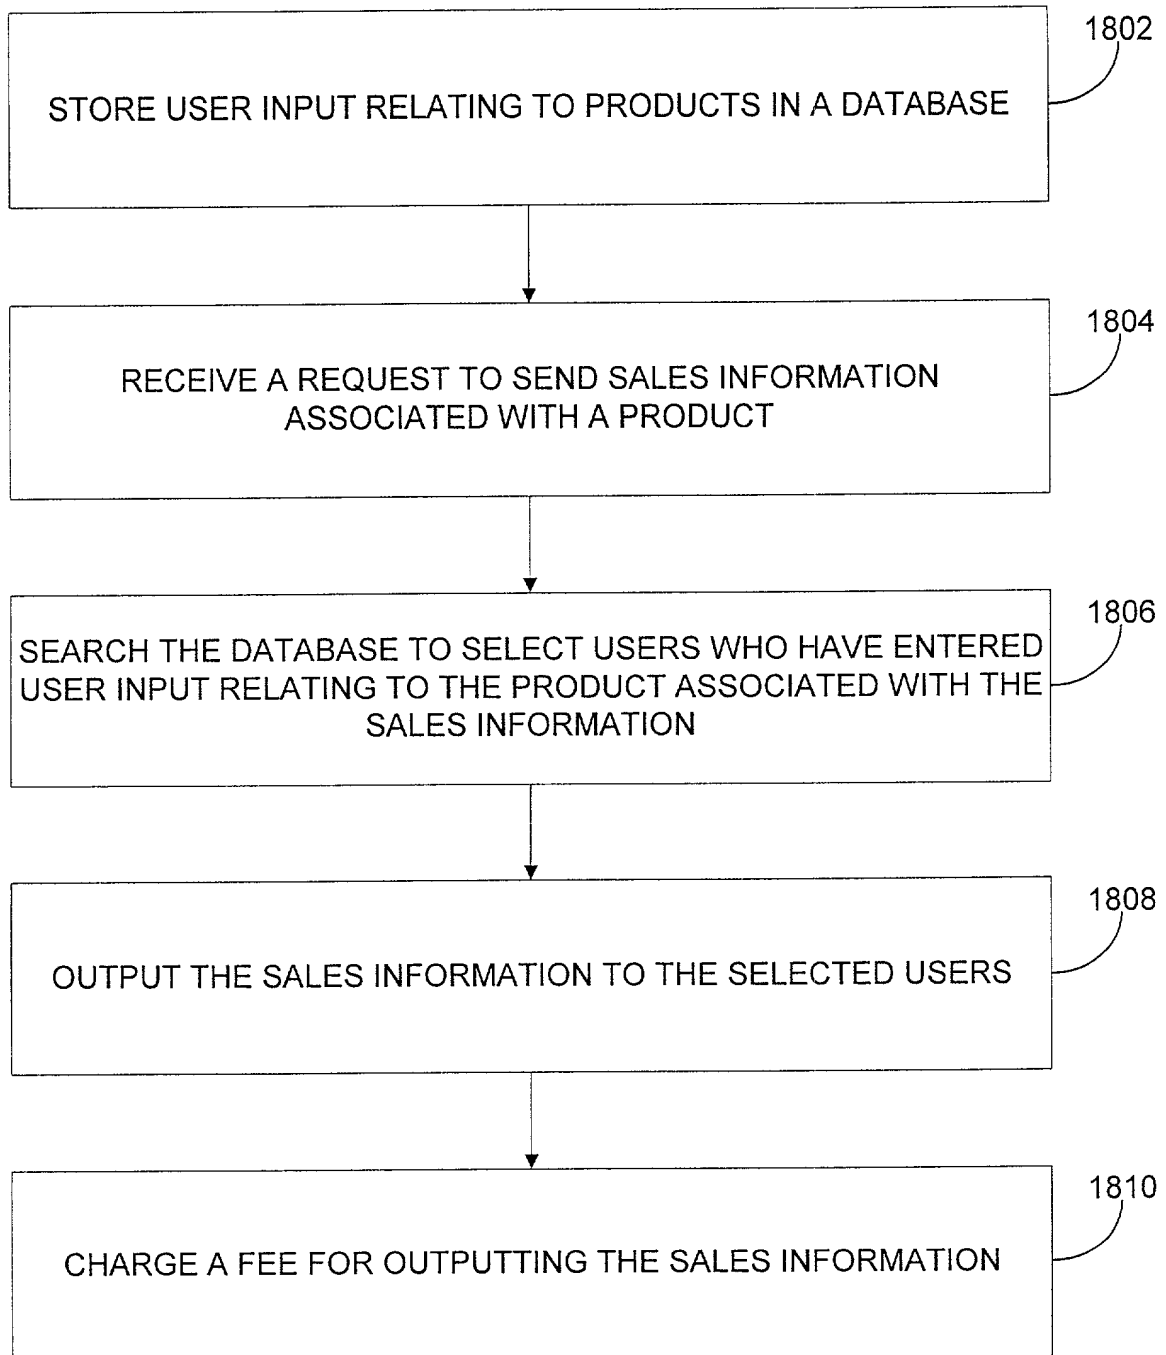 1802
STORE USER INPUT RELATING TO PRODUCTS IN A DATABASE
1804
RECEIVE A REQUEST TO SEND SALES INFORMATION
ASSOCIATED WITH A PRODUCT
1806
SEARCH THE DATABASE TO SELECT USERS WHO HAVE ENTERED
USER INPUT RELATING TO THE PRODUCT ASSOCIATED WITH THE
SALES INFORMATION
1808
OUTPUT THE SALES INFORMATION TO THE SELECTED USERS
1810
CHARGE A FEE FOR OUTPUTTING THE SALES INFORMATION